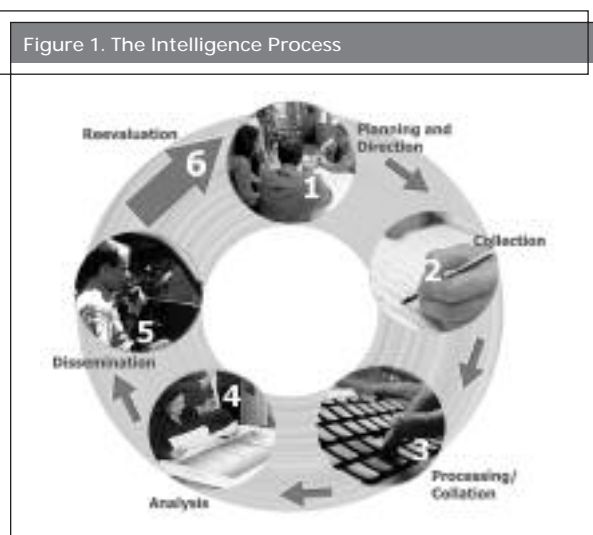 Figure 1. The Intelligence Process
Reevaluation
6
1
Planning and
Direction
2
Collection
5
Dissemination
4
3
Analysis
Processing/
Collation